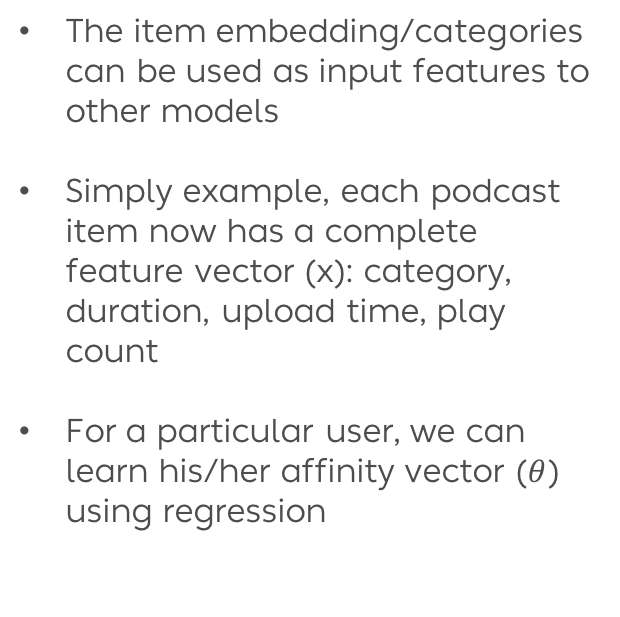 • The item embedding/categories
can be used as input features to
other models
• Simply example, each podcast
item now has a complete
feature vector (x): category,
duration, upload time, play
count
• For a particular user, we can
learn his/her affinity vector (θ)
using regression